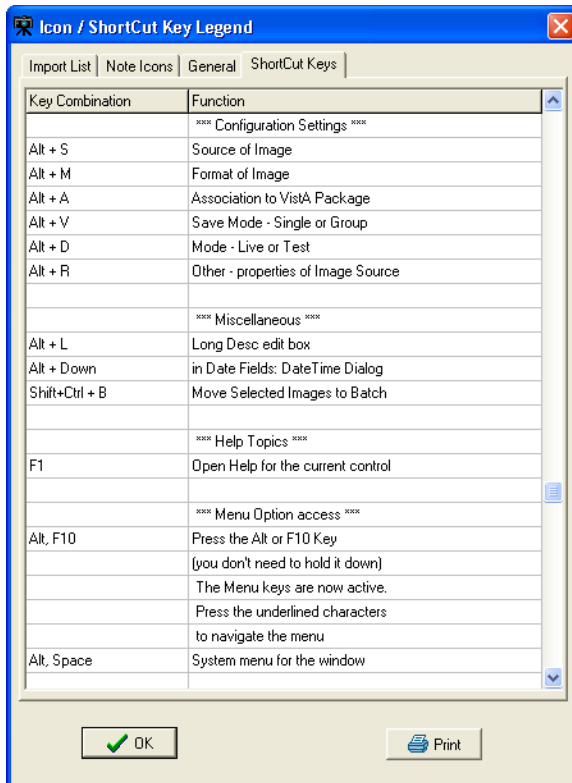 Icon / ShortCut Key Legend
Import List Note Icons General ShortCut Keys
Key Combination Function
*** Configuration Settings ***
Alt + S Source of Image
Alt + M Format of Image
Alt + A Association to VistA Package
Alt + V Save Mode - Single or Group
Alt + D Mode - Live or Test
Alt + R Other - properties of Image Source
*** Miscellaneous ***
Alt + L Long Desc edit box
Alt + Down in Date Fields: DateTime Dialog
Shift+Ctrl + B Move Selected Images to Batch
*** Help Topics ***
F1 Open Help for the current control
*** Menu Option access ***
Alt, F10 Press the Alt or F10 Key
(you don't need to hold it down)
The Menu keys are now active.
Press the underlined characters
to navigate the menu
Alt, Space System menu for the window
OK Print